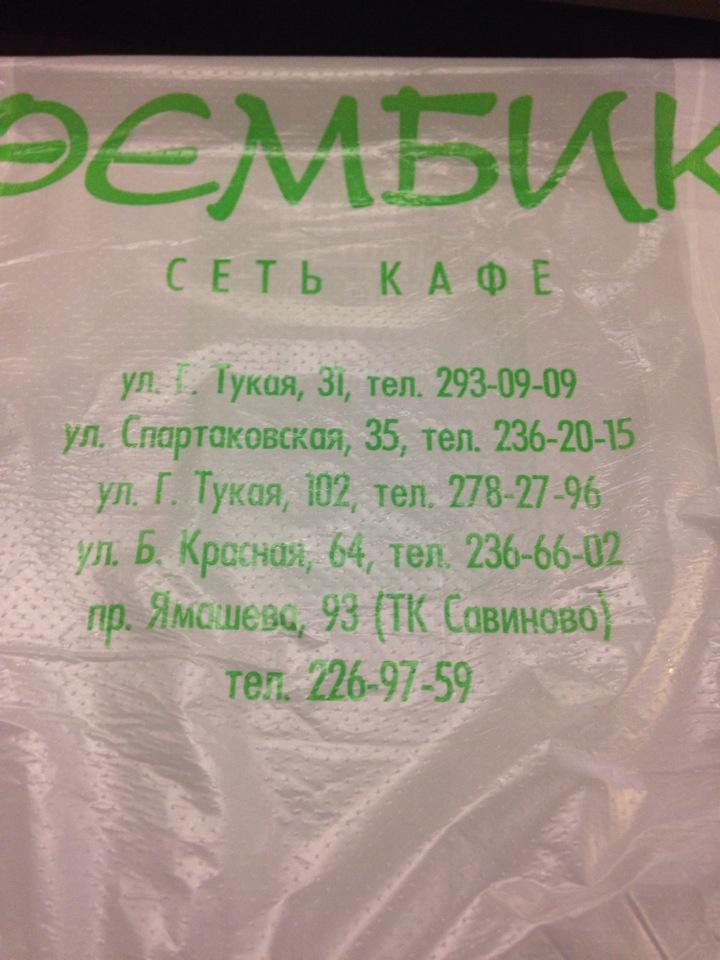 ӨЕМБИК
СЕТЬ КАФЕ
ул. Г. Тукая, 31, тел. 293-09-09
ул. Спартаковская, 35, тел. 236-20-15
ул. Г. Тукая, 102, тел. 278-27-96
ул. Б. Красная, 64, тел. 236-66-02
пр. Ямашева, 93 (ТК Савиново)
тел. 226-97-59